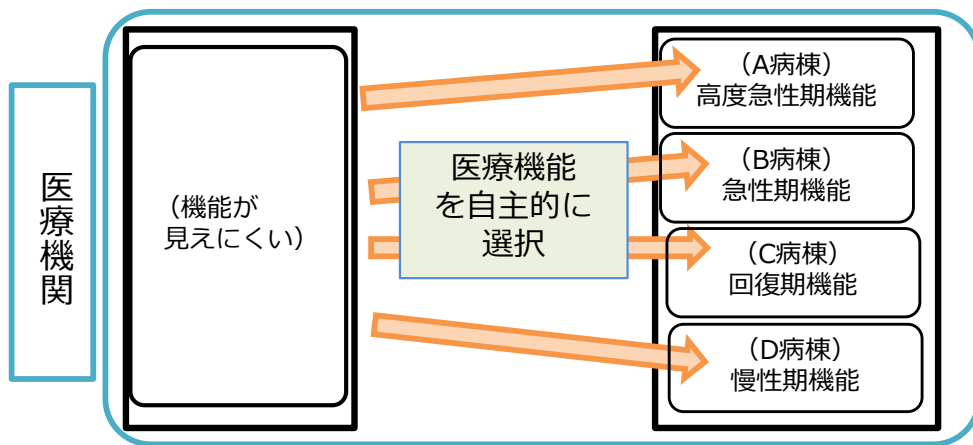 医療機関
（機能が
見えにくい）
医療機能
を自主的に
選択
（A病棟）
高度急性期機能
（B病棟）
急性期機能
（C病棟）
回復期機能
（D病棟）
慢性期機能